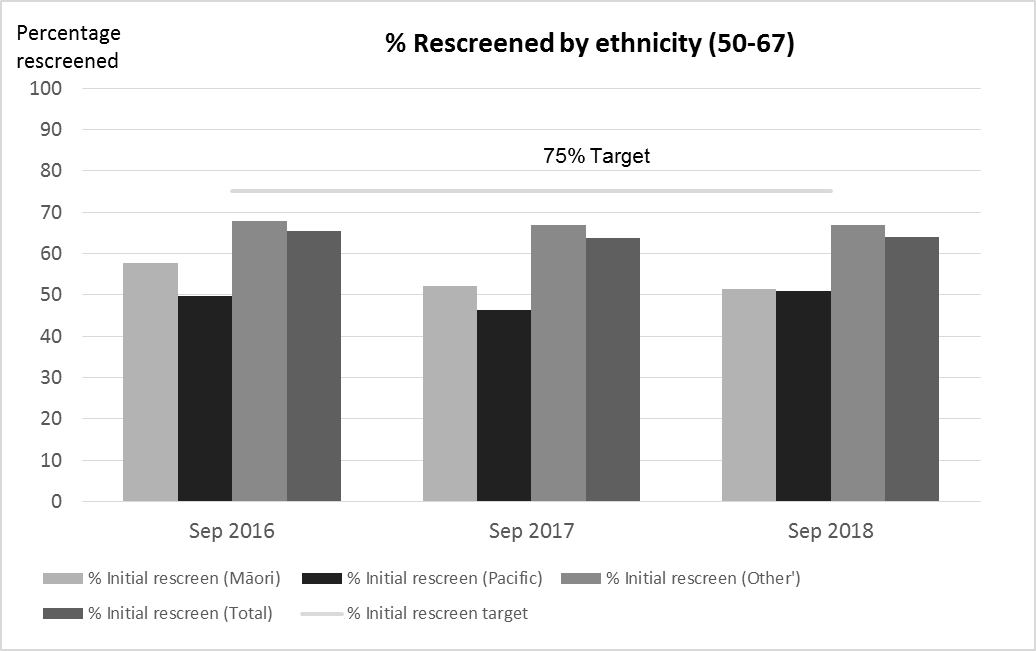 Percentage
rescreened
% Rescreened by ethnicity (50-67)
100
90
80
70
60
50
40
30
20
10
0
75% Target
Sep 2016
Sep 2017
Sep 2018
% Initial rescreen (Māori)
% Initial rescreen (Pacific)
% Initial rescreen (Other')
% Initial rescreen (Total)
% Initial rescreen target